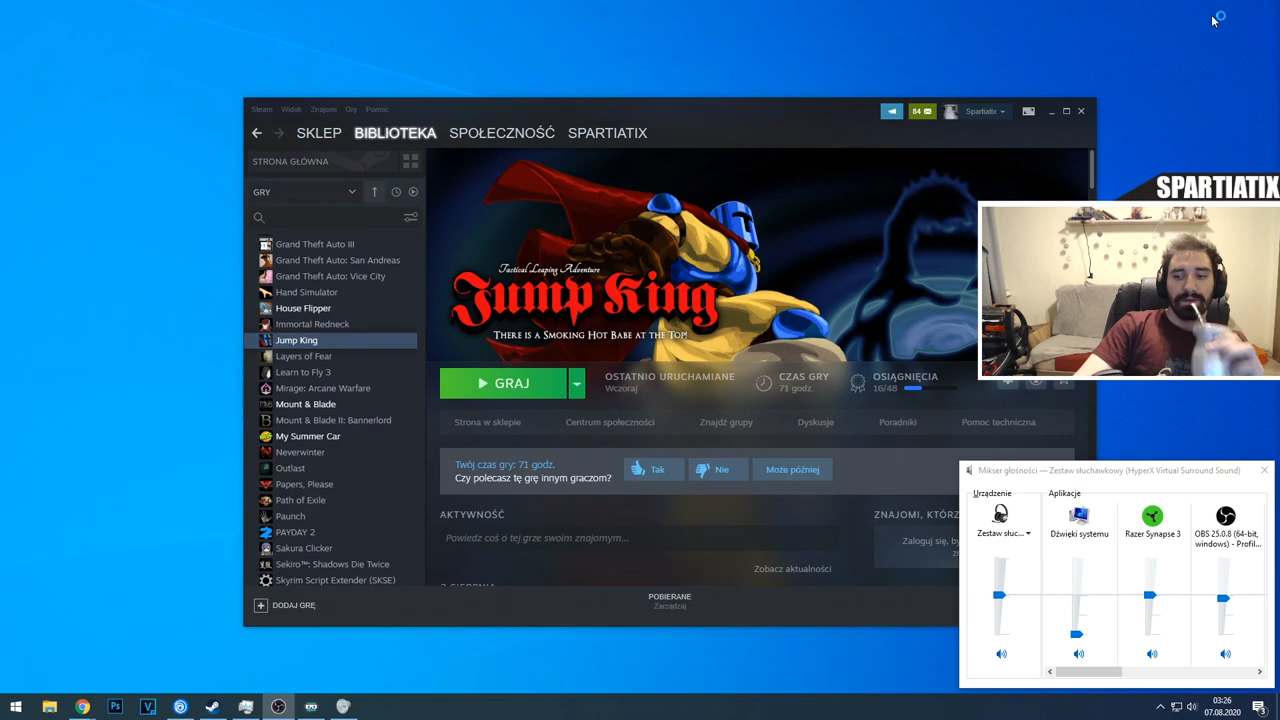 Steam Widok Znajomi Gry Pomoc
84
Spartiatix
SKLEP BIBLIOTEKA SPOŁECZNOŚĆ SPARTIATIX
STRONA GŁÓWNA
GRY
Grand Theft Auto III
Grand Theft Auto: San Andreas
Grand Theft Auto: Vice City
Hand Simulator
House Flipper
Immortal Redneck
Jump King
Layers of Fear
Learn to Fly 3
Mirage: Arcane Warfare
Mount & Blade
Mount & Blade II: Bannerlord
My Summer Car
Neverwinter
Outlast
Papers, Please
Path of Exile
Paunch
PAYDAY 2
Sakura Clicker
Sekiro™: Shadows Die Twice
Skyrim Script Extender (SKSE)
DODAJ GRĘ
Tactical Leaping Adventure
Jump King
THERE IS A SMOKING HOT BABE AT THE TOP!
GRAJ
OSTATNIO URUCHAMIANE
Wczoraj
CZAS GRY
71 godz.
OSIĄGNIĘCIA
16/48
Strona w sklepie Centrum społeczności Znajdź grupy Dyskusje Poradniki Pomoc techniczna
Twój czas gry: 71 godz.
Czy polecasz tę grę innym graczom?
Tak Nie Może później
AKTYWNOŚĆ
Powiedz coś o tej grze swoim znajomym...
Zobacz aktualności
ZNAJOMI, KTÓRZ
Zaloguj się, by
POBIERANE
Zarządzaj
SPARTIATIX
Mikser głośności — Zestaw słuchawkowy (HyperX Virtual Surround Sound)
Urządzenie
Aplikacje
Zestaw słuc...
Dźwięki systemu
Razer Synapse 3
OBS 25.0.8 (64-bit,
windows) - Profil...
Ps
V
03:26
07.08.2020
3